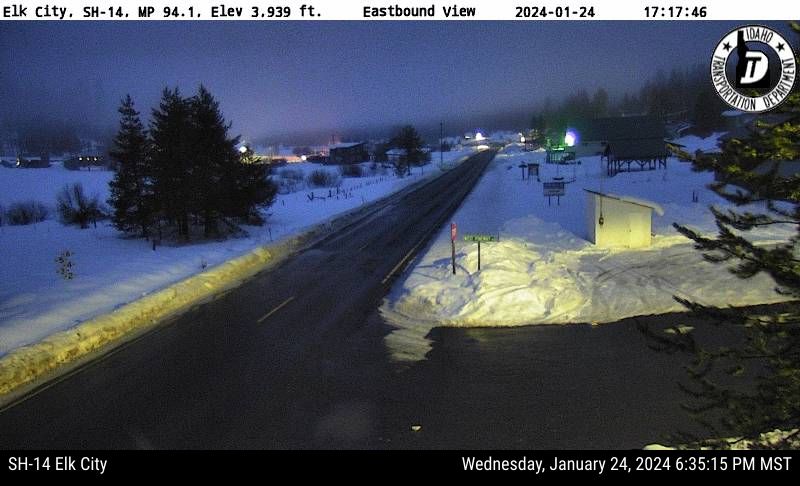 Elk City, SH-14, MP 94.1, Elev 3,939 ft. Eastbound View 2024-01-24 17:17:46
IDAHO
TRANSPORTATION DEPARTMENT
SH-14 Elk City Wednesday, January 24, 2024 6:35:15 PM MST